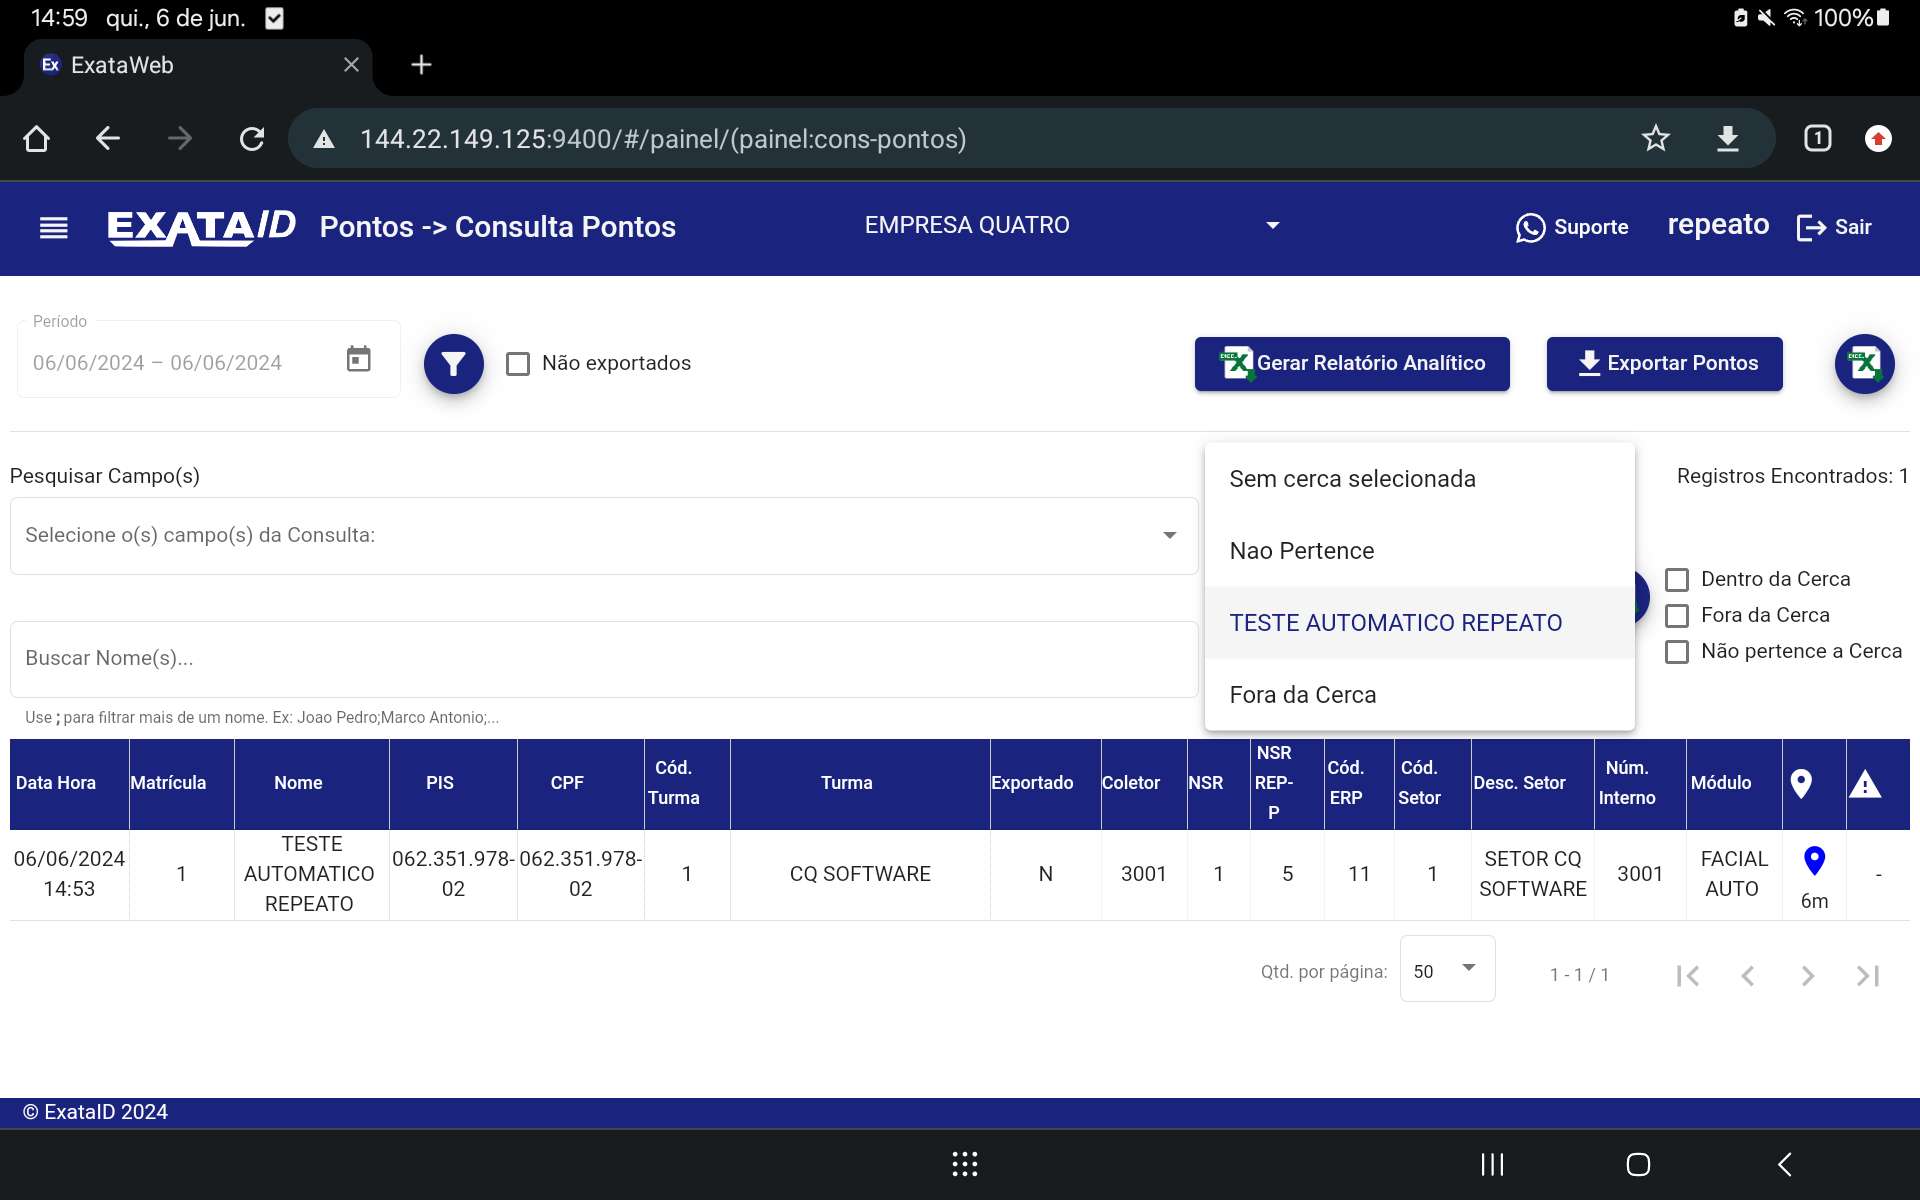 14:59 qui., 6 de jun.
100%
Ex ExataWeb
144.22.149.125:9400/#/painel/(painel:cons-pontos)
1
EXATAID Pontos -> Consulta Pontos
EMPRESA QUATRO
Suporte
repeato
Sair
Período
06/06/2024 – 06/06/2024
Não exportados
Gerar Relatório Analítico
Exportar Pontos
Pesquisar Campo(s)
Selecione o(s) campo(s) da Consulta:
Sem cerca selecionada
Nao Pertence
TESTE AUTOMATICO REPEATO
Fora da Cerca
Registros Encontrados: 1
Dentro da Cerca
Fora da Cerca
Não pertence a Cerca
Buscar Nome(s)...
Use ; para filtrar mais de um nome. Ex: Joao Pedro;Marco Antonio;...
Data Hora
Matrícula
Nome
PIS
CPF
Cód.
Turma
Turma
Exportado
Coletor
NSR
NSR
REP-
P
Cód.
ERP
Cód.
Setor
Desc. Setor
Núm.
Interno
Módulo
06/06/2024
14:53
1
TESTE
AUTOMATICO
REPEATO
062.351.978-
02
062.351.978-
02
1
CQ SOFTWARE
N
3001
1
5
11
1
SETOR CQ
SOFTWARE
3001
FACIAL
AUTO
6m
-
Qtd. por página: 50
1 - 1 / 1
© ExataID 2024